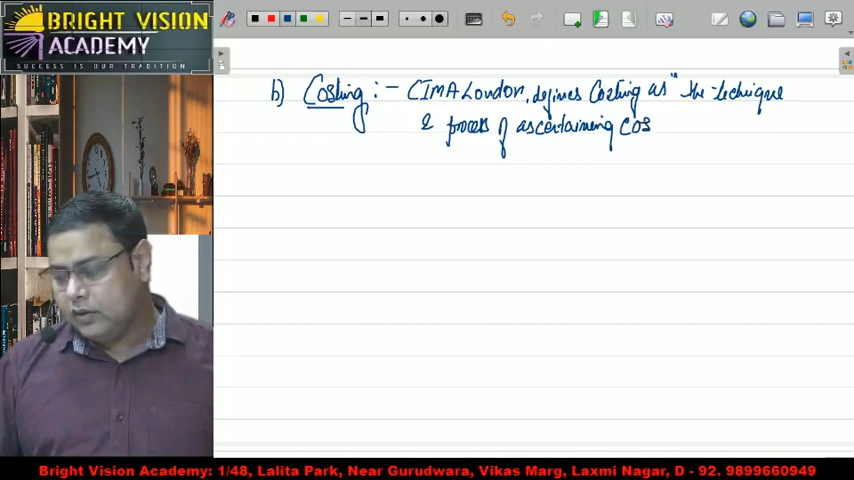 BRIGHT VISION
ACADEMY
SUCCESS IS OUR TRADITION
b) Costing :- CIMA London, defines Costing as "the technique
& process of ascertaining COS
Bright Vision Academy: 1/48, Lalita Park, Near Gurudwara, Vikas Marg, Laxmi Nagar, D - 92. 9899660949